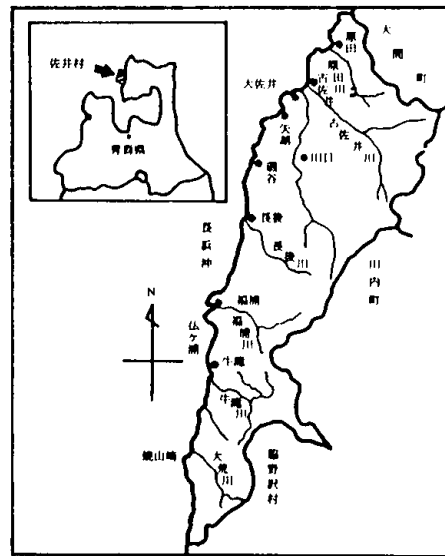 佐井村
青森県
大間町
原田
原田川
古佐井
大佐井
古佐井川
矢越
川目
磯谷
長後
長後川
長浜沖
川内町
N
福浦
福浦川
仏ケ浦
牛滝
牛滝川
焼山崎
大荒川
脇野沢村